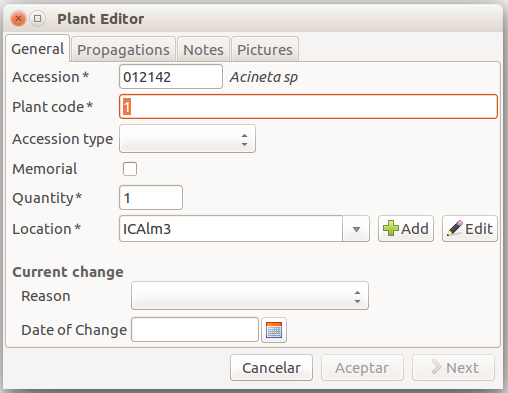 Plant Editor
General Propagations Notes Pictures
Accession* 012142 Acineta sp
Plant code* 1
Accession type
Memorial
Quantity* 1
Location* ICAlm3 Add Edit
Current change
Reason
Date of Change
Cancelar Aceptar Next